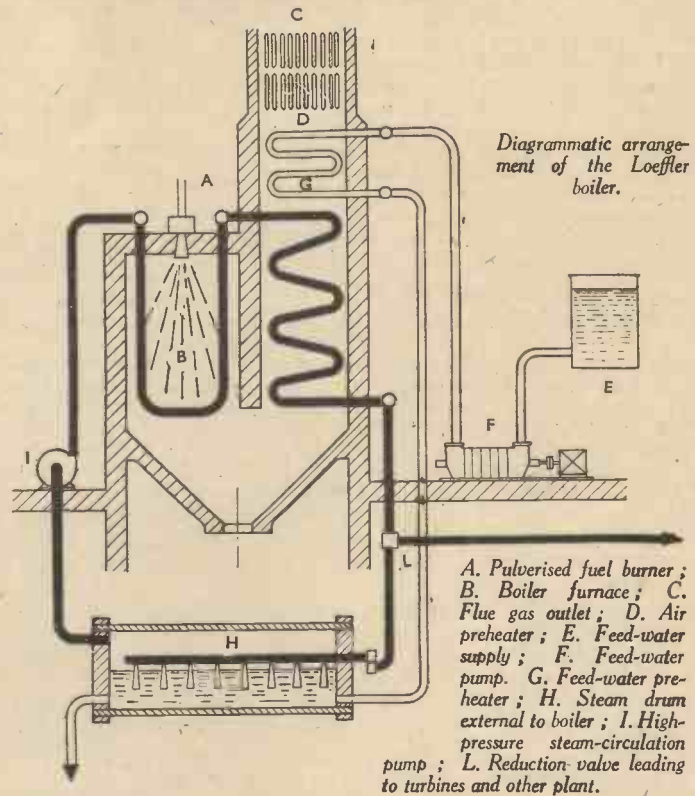 C
D
A
G
Diagrammatic arrange-
ment of the Loeffler
boiler.
B
E
F
I
L
H
A. Pulverised fuel burner ;
B. Boiler furnace ; C.
Flue gas outlet ; D. Air
preheater ; E. Feed-water
supply ; F. Feed-water
pump. G. Feed-water pre-
heater ; H. Steam drum
external to boiler ; I. High-
pressure steam-circulation
pump ; L. Reduction valve leading
to turbines and other plant.